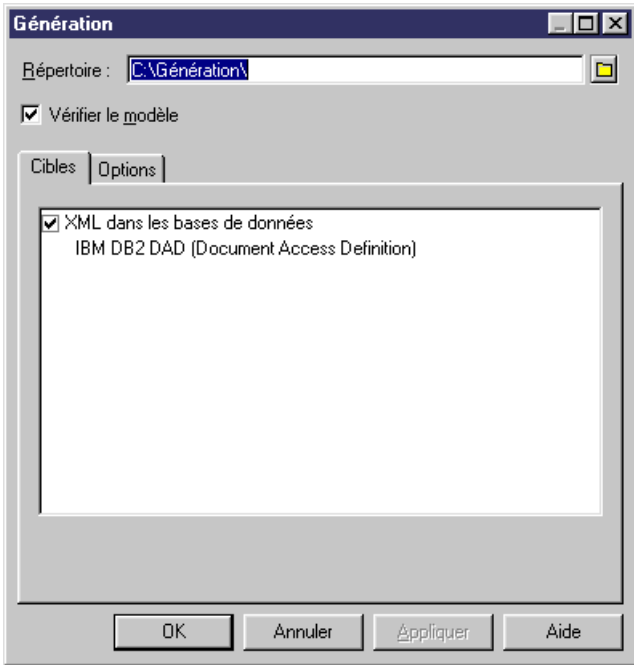 Génération
Répertoire : C:\Génération\
Vérifier le modèle
Cibles Options
XML dans les bases de données
IBM DB2 DAD (Document Access Definition)
OK Annuler Appliquer Aide